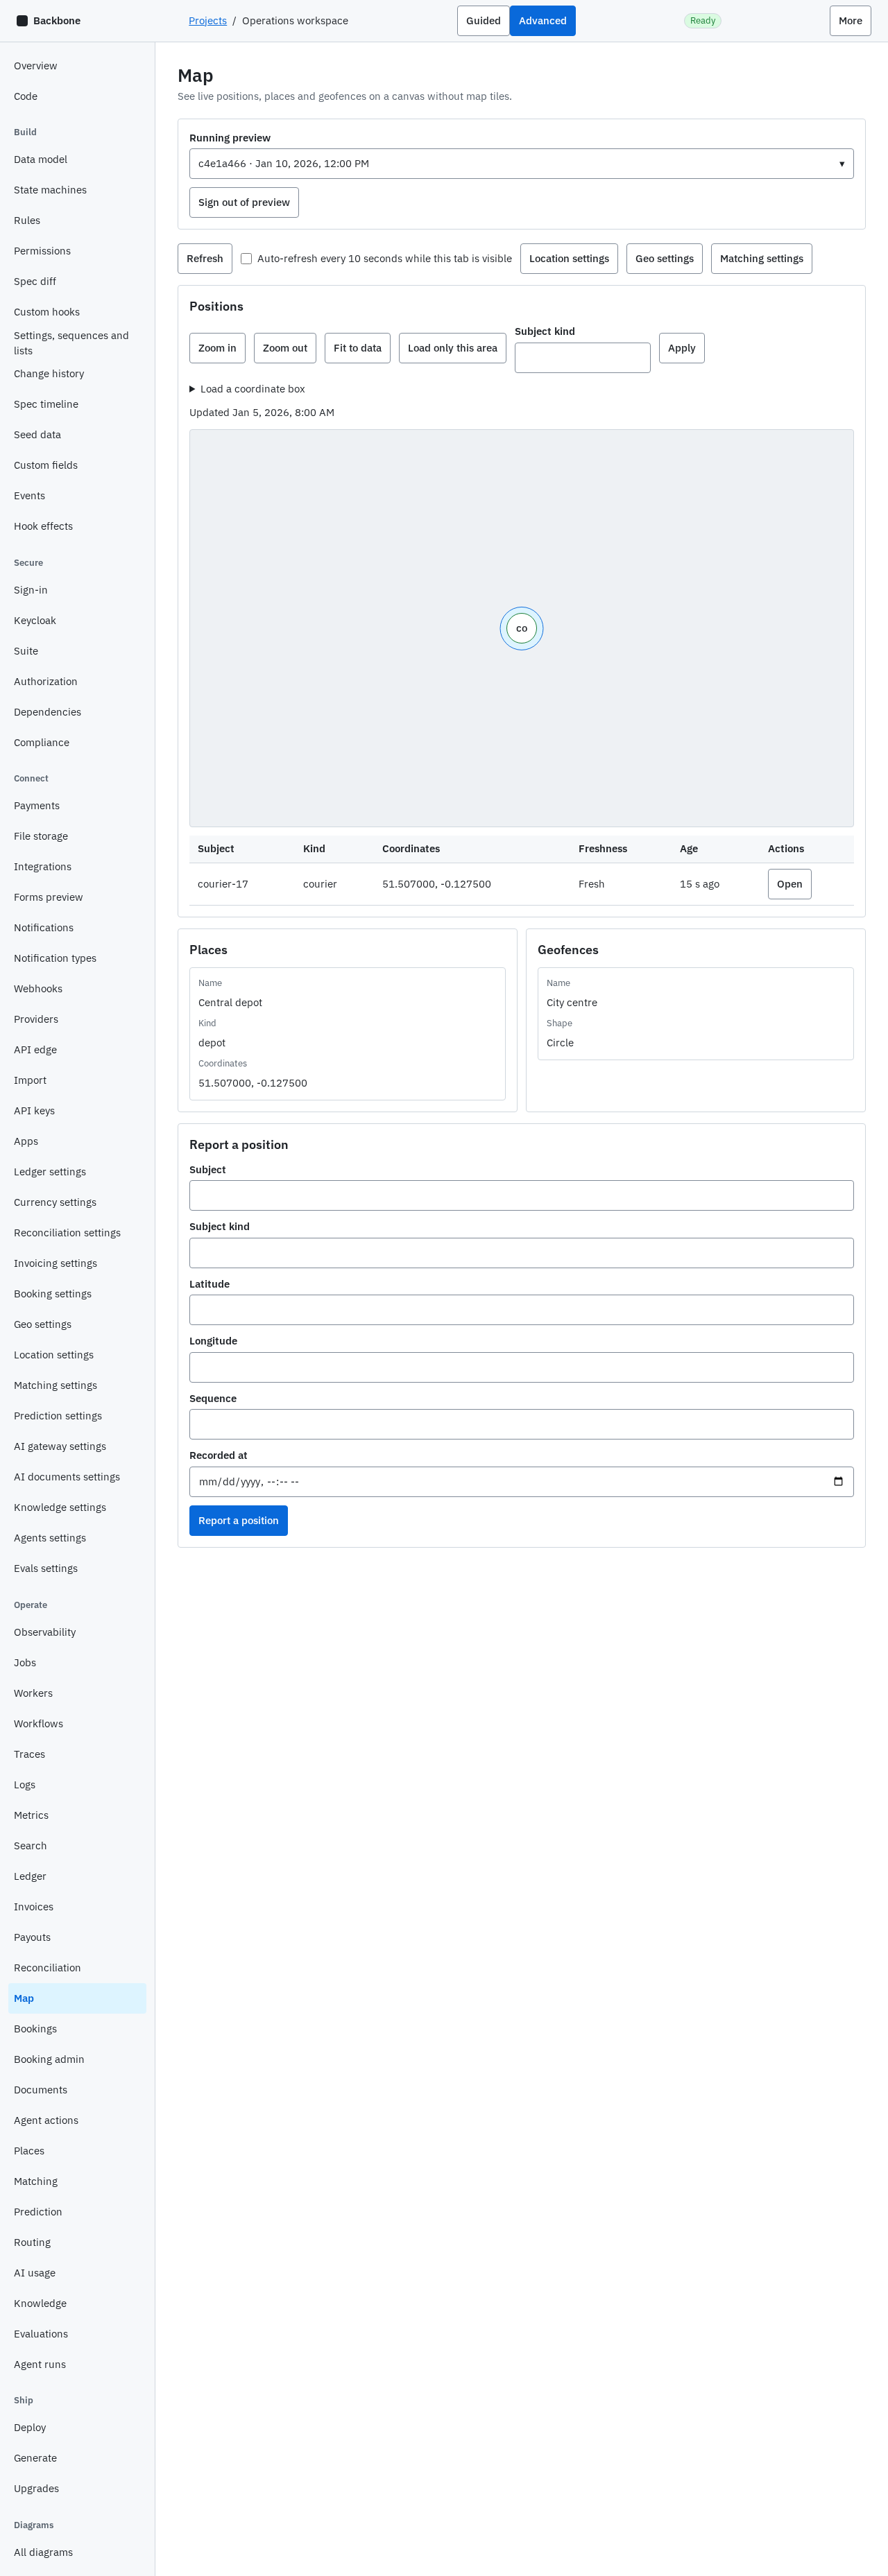 Backbone
Projects / Operations workspace
Guided
Advanced
Ready
More
Overview
Code
Build
Data model
State machines
Rules
Permissions
Spec diff
Custom hooks
Settings, sequences and
lists
Change history
Spec timeline
Seed data
Custom fields
Events
Hook effects
Secure
Sign-in
Keycloak
Suite
Authorization
Dependencies
Compliance
Connect
Payments
File storage
Integrations
Forms preview
Notifications
Notification types
Webhooks
Providers
API edge
Import
API keys
Apps
Ledger settings
Currency settings
Reconciliation settings
Invoicing settings
Booking settings
Geo settings
Location settings
Matching settings
Prediction settings
AI gateway settings
AI documents settings
Knowledge settings
Agents settings
Evals settings
Operate
Observability
Jobs
Workers
Workflows
Traces
Logs
Metrics
Search
Ledger
Invoices
Payouts
Reconciliation
Map
Bookings
Booking admin
Documents
Agent actions
Places
Matching
Prediction
Routing
AI usage
Knowledge
Evaluations
Agent runs
Ship
Deploy
Generate
Upgrades
Diagrams
All diagrams
Map
See live positions, places and geofences on a canvas without map tiles.
Running preview
c4e1a466 · Jan 10, 2026, 12:00 PM
Sign out of preview
Refresh
Auto-refresh every 10 seconds while this tab is visible
Location settings
Geo settings
Matching settings
Positions
Zoom in
Zoom out
Fit to data
Load only this area
Subject kind
Apply
Load a coordinate box
Updated Jan 5, 2026, 8:00 AM
co
Subject Kind Coordinates Freshness Age Actions
courier-17 courier 51.507000, -0.127500 Fresh 15 s ago Open
Places
Name
Central depot
Kind
depot
Coordinates
51.507000, -0.127500
Geofences
Name
City centre
Shape
Circle
Report a position
Subject
Subject kind
Latitude
Longitude
Sequence
Recorded at
mm/dd/yyyy, --:-- --
Report a position